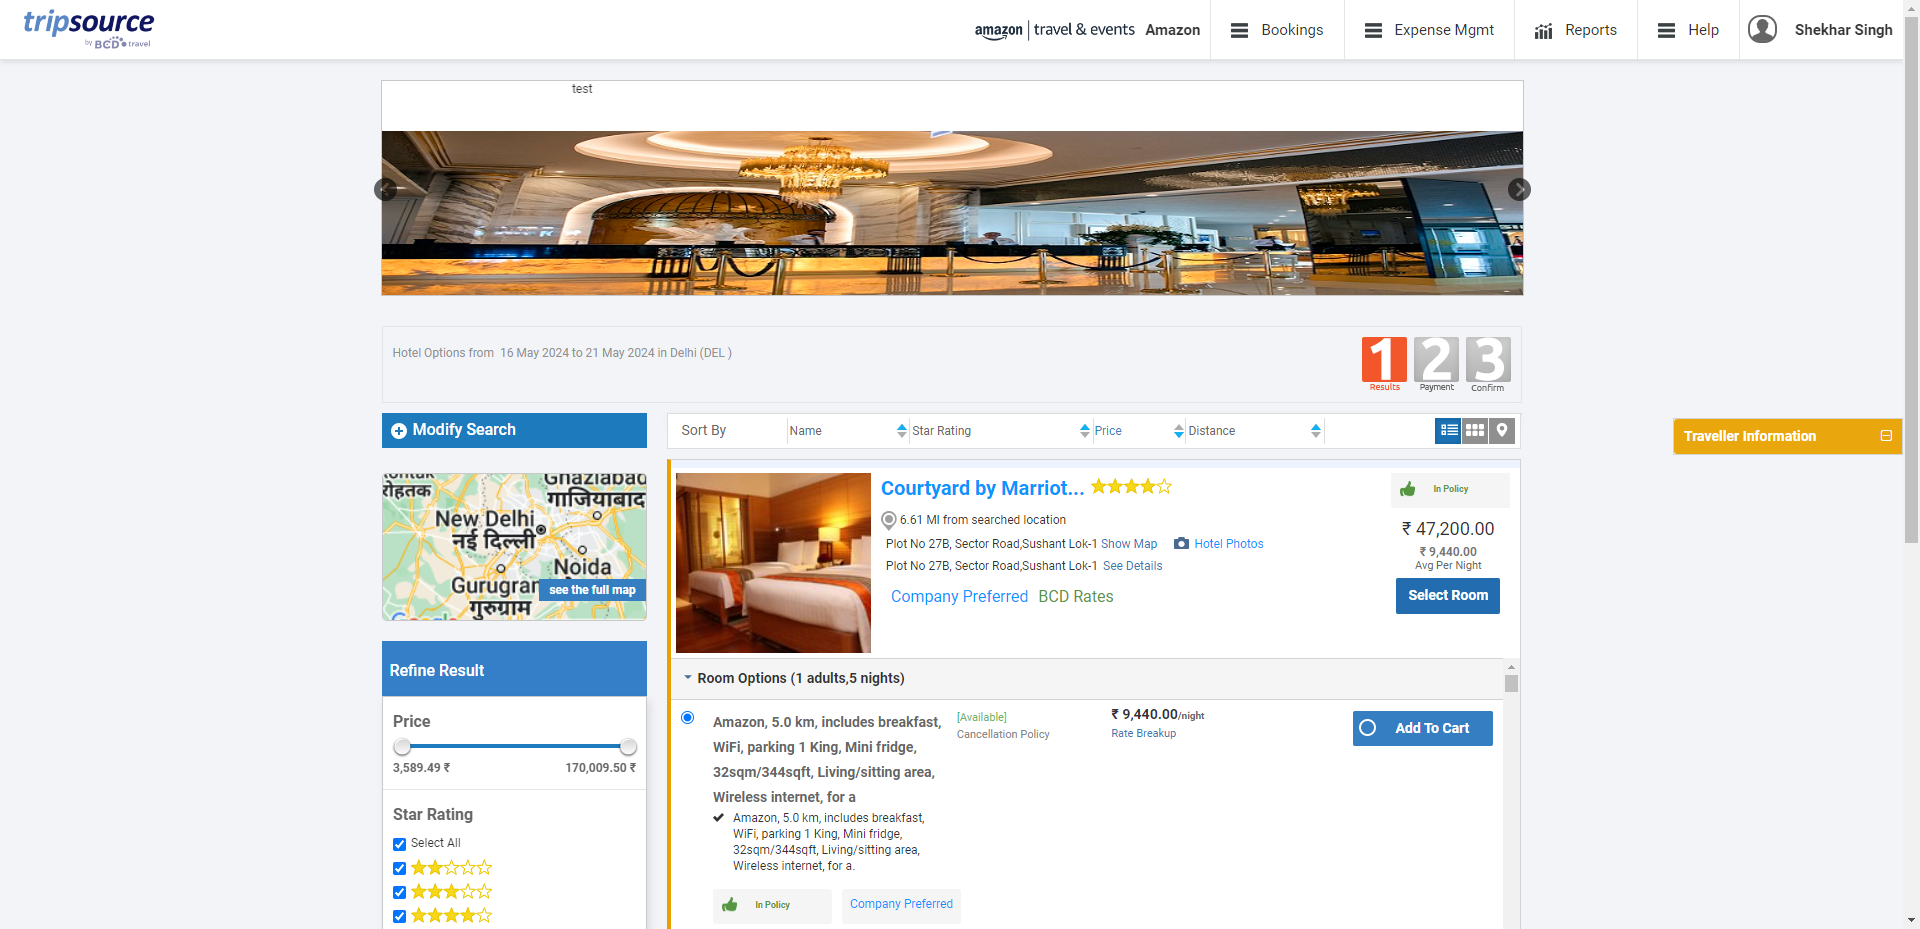 tripsource
by BCD travel
amazon | travel & events Amazon
Bookings
Expense Mgmt
Reports
Help
Shekhar Singh
test
Hotel Options from 16 May 2024 to 21 May 2024 in Delhi (DEL )
1 2 3
Results Payment Confirm
Modify Search
Sort By Name Star Rating Price Distance
Traveller Information
रोहतक
Ghaziabad
गाजियाबाद
New Delhi
नई दिल्ली
Noida
Gurugram
गुरुग्राम
see the full map
Google
Courtyard by Marriot...
6.61 MI from searched location
Plot No 27B, Sector Road,Sushant Lok-1 Show Map Hotel Photos
Plot No 27B, Sector Road,Sushant Lok-1 See Details
Company Preferred BCD Rates
In Policy
₹ 47,200.00
₹ 9,440.00
Avg Per Night
Select Room
Refine Result
Price
3,589.49 ₹ 170,009.50 ₹
Star Rating
Select All
Room Options (1 adults,5 nights)
Amazon, 5.0 km, includes breakfast,
WiFi, parking 1 King, Mini fridge,
32sqm/344sqft, Living/sitting area,
Wireless internet, for a
[Available]
Cancellation Policy
₹ 9,440.00/night
Rate Breakup
Add To Cart
Amazon, 5.0 km, includes breakfast,
WiFi, parking 1 King, Mini fridge,
32sqm/344sqft, Living/sitting area,
Wireless internet, for a.
In Policy
Company Preferred